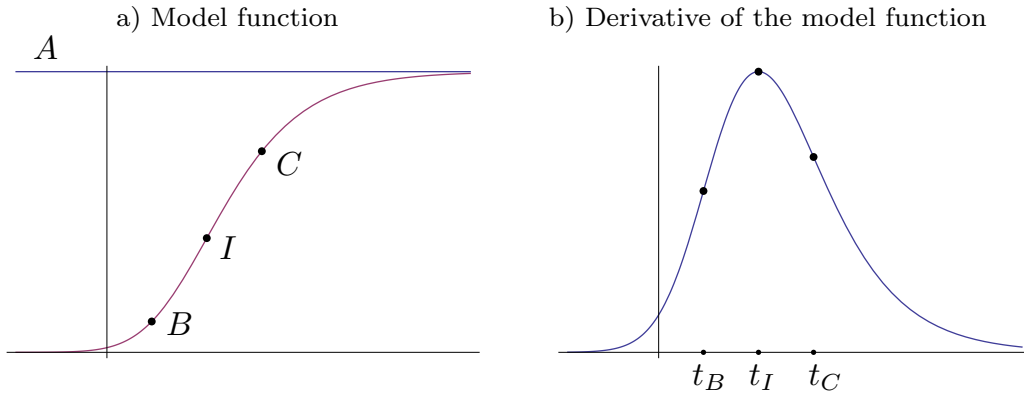 a) Model function
A
C
I
B
b) Derivative of the model function
t_B t_I t_C